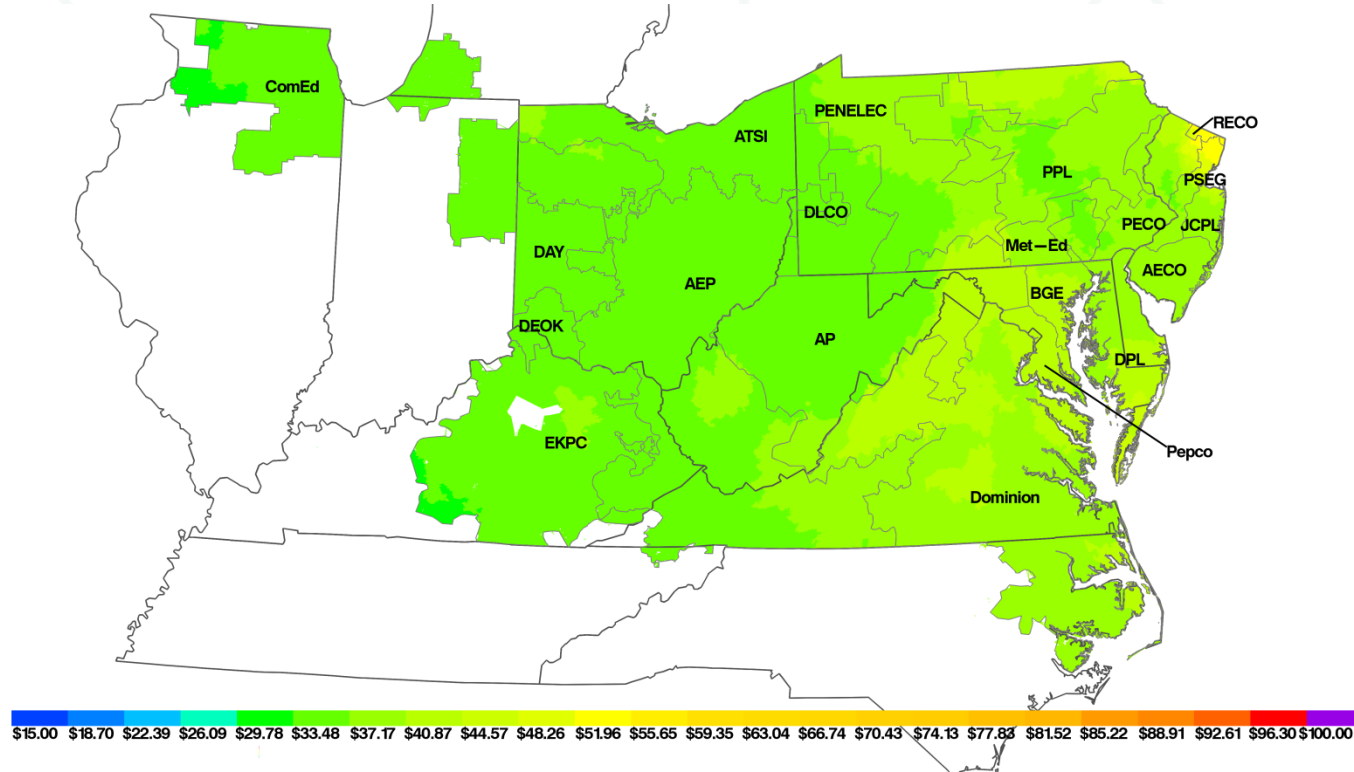 ComEd
RECO
PENELEC
ATSI
PPL
PSEG
DLCO
PECO
JCPL
Met—Ed
DAY
AECO
AEP
BGE
DEOK
AP
DPL
EKPC
Pepco
Dominion
$15.00 $18.70 $22.39 $26.09 $29.78 $33.48 $37.17 $40.87 $44.57 $48.26 $51.96 $55.65 $59.35 $63.04 $66.74 $70.43 $74.13 $77.83 $81.52 $85.22 $88.91 $92.61 $96.30 $100.00